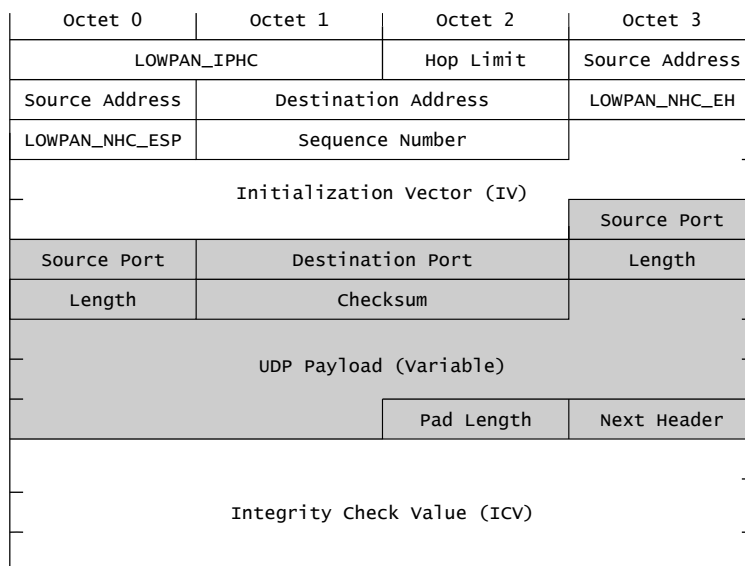 Octet 0 Octet 1 Octet 2 Octet 3
LOWPAN_IPHC Hop Limit Source Address
Source Address Destination Address LOWPAN_NHC_EH
LOWPAN_NHC_ESP Sequence Number
Initialization Vector (IV)
Source Port
Source Port Destination Port Length
Length Checksum
UDP Payload (Variable)
Pad Length Next Header
Integrity Check Value (ICV)